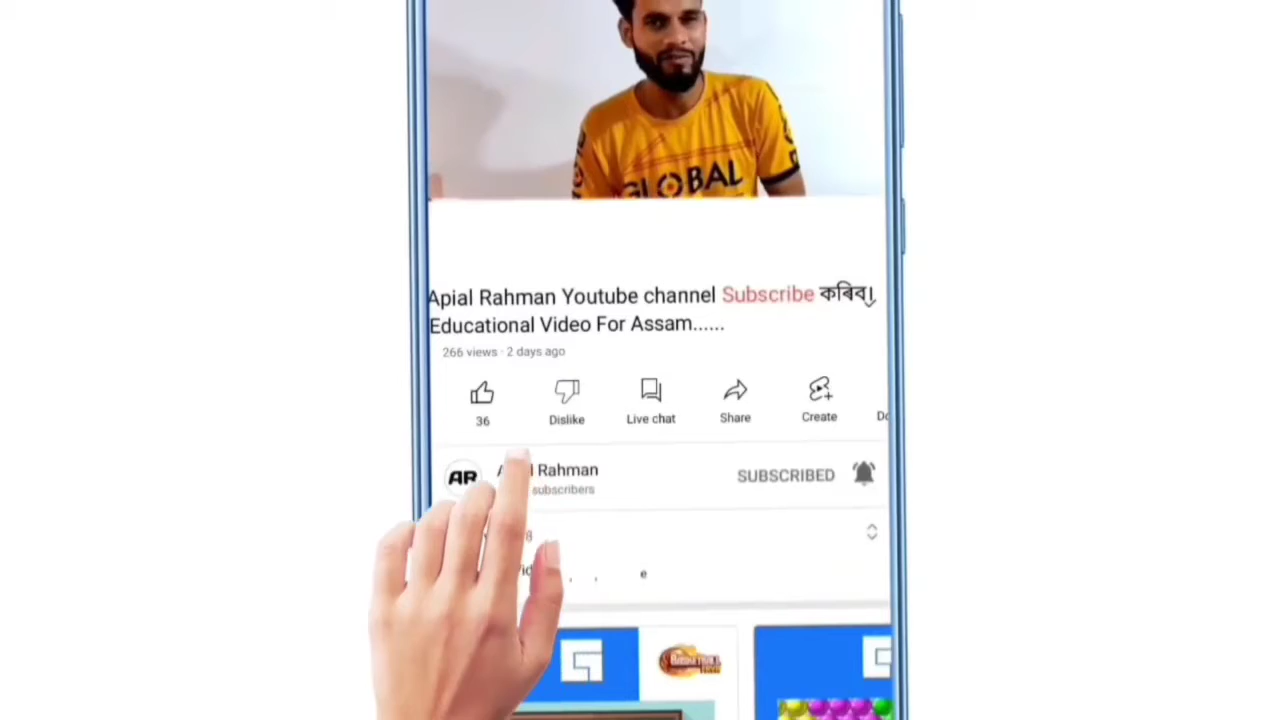 GLOBAL
Apial Rahman Youtube channel Subscribe কৰিব।
Educational Video For Assam......
266 views · 2 days ago
36
Dislike
Live chat
Share
Create
AR
Rahman
subscribers
SUBSCRIBED